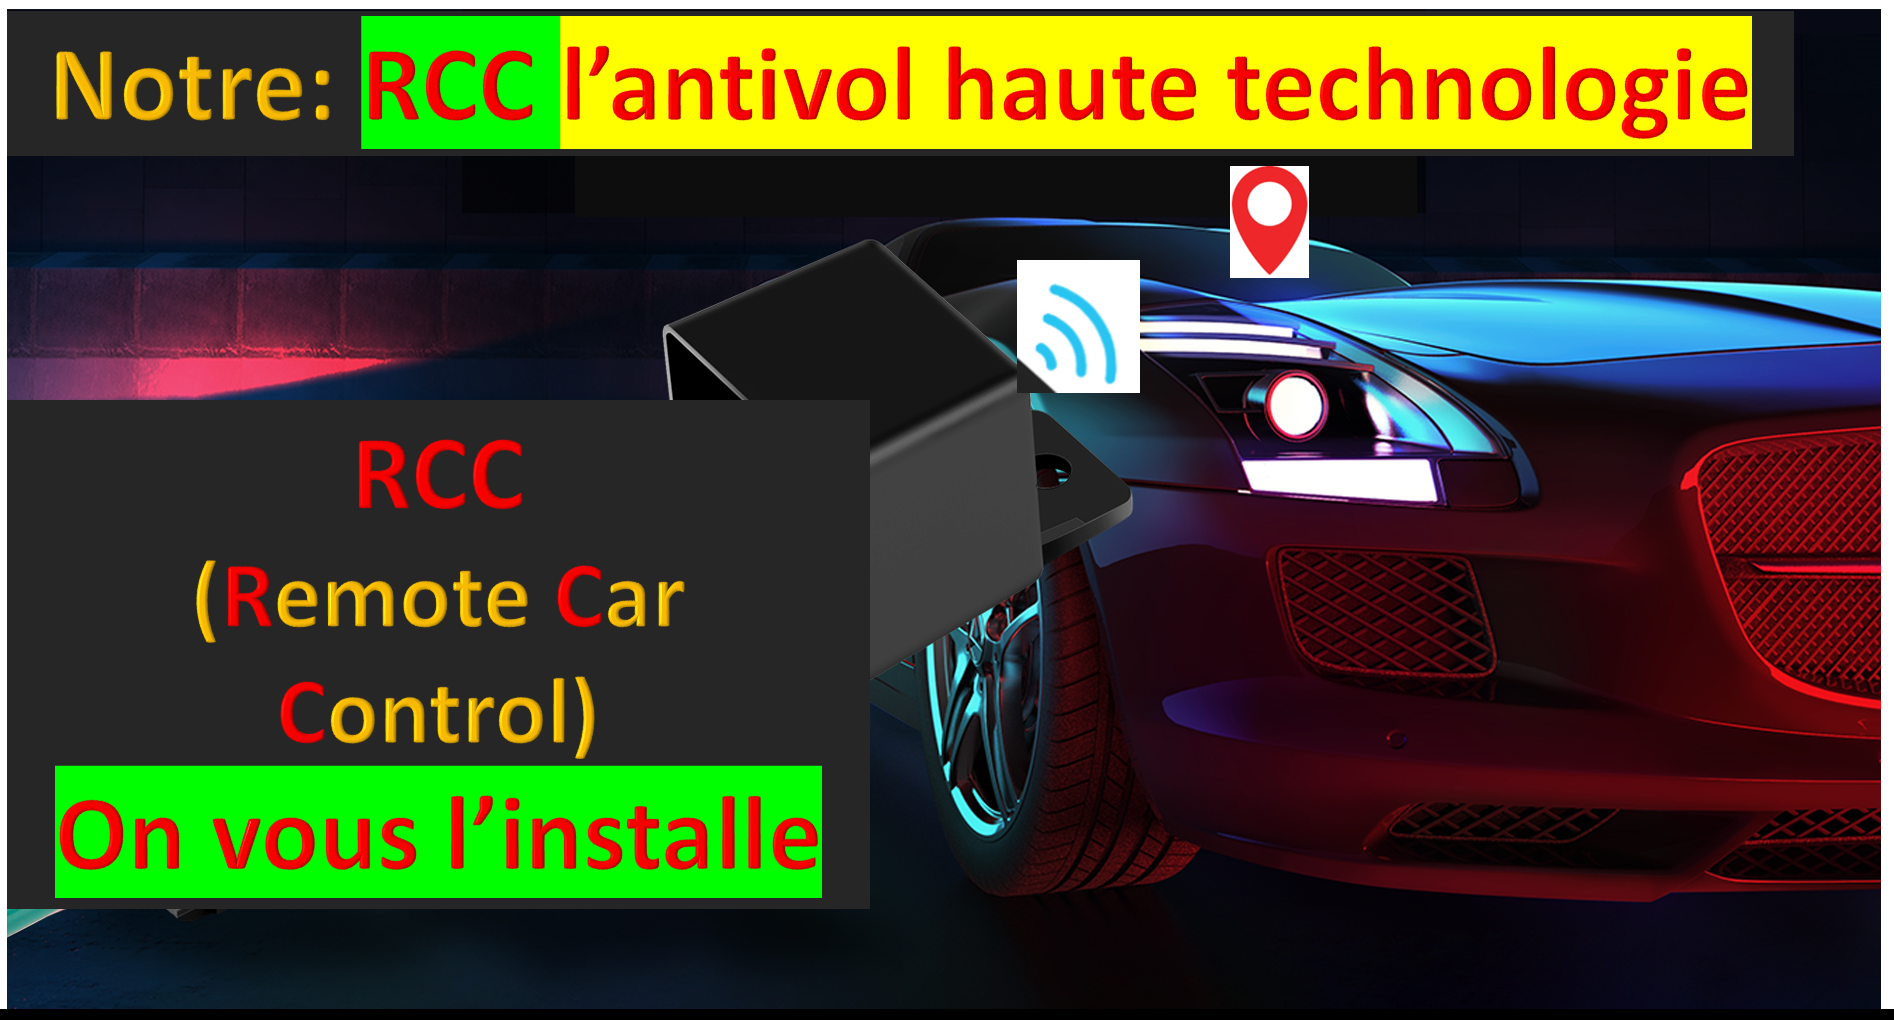 Notre: RCC l’antivol haute technologie
RCC
(Remote Car
Control)
On vous l’installe